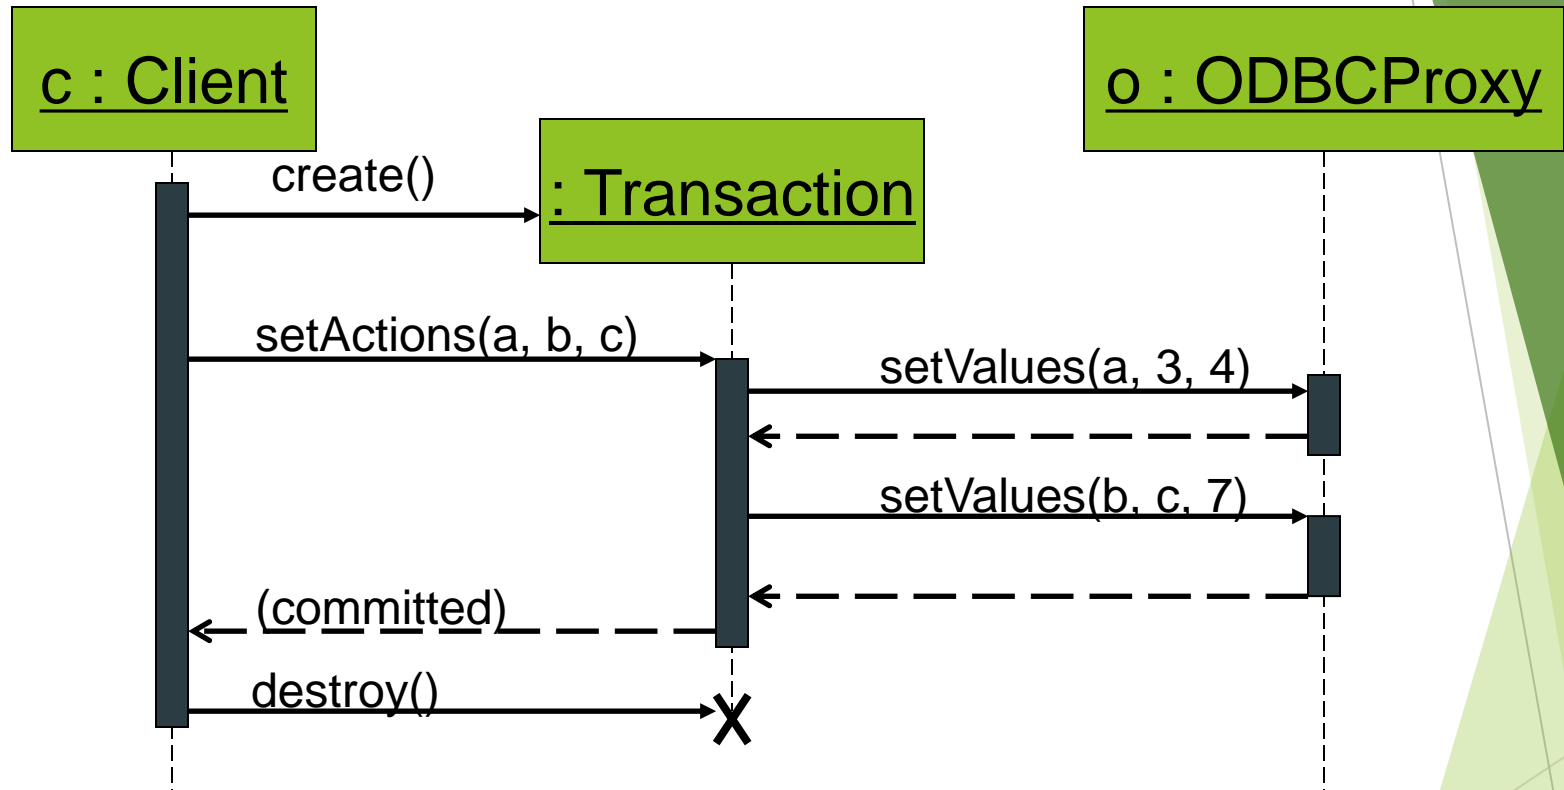 c : Client
o : ODBCProxy
create()
: Transaction
setActions(a, b, c)
setValues(a, 3, 4)
setValues(b, c, 7)
(committed)
destroy()
X